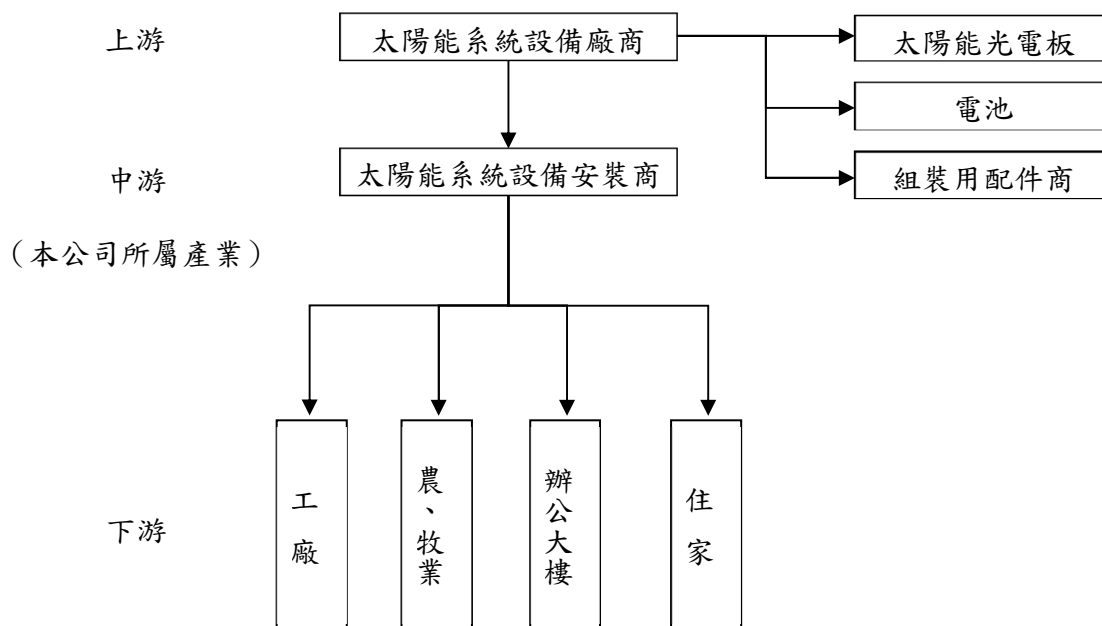 上游
太陽能系統設備廠商
太陽能光電板
電池
中游
太陽能系統設備安裝商
組裝用配件商
（本公司所屬產業）
下游
工廠
農、牧業
辦公大樓
住家